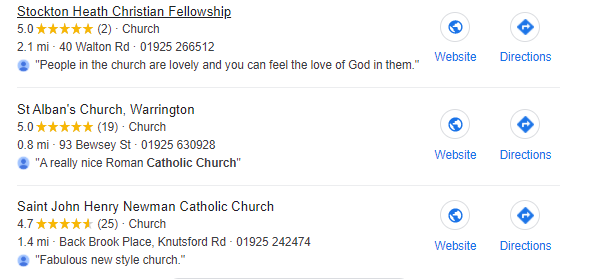 Stockton Heath Christian Fellowship
5.0 ★★★★★ (2) · Church
2.1 mi · 40 Walton Rd · 01925 266512
"People in the church are lovely and you can feel the love of God in them."
Website
Directions
St Alban's Church, Warrington
5.0 ★★★★★ (19) · Church
0.8 mi · 93 Bewsey St · 01925 630928
"A really nice Roman Catholic Church"
Website
Directions
Saint John Henry Newman Catholic Church
4.7 ★★★★★ (25) · Church
1.4 mi · Back Brook Place, Knutsford Rd · 01925 242474
"Fabulous new style church."
Website
Directions